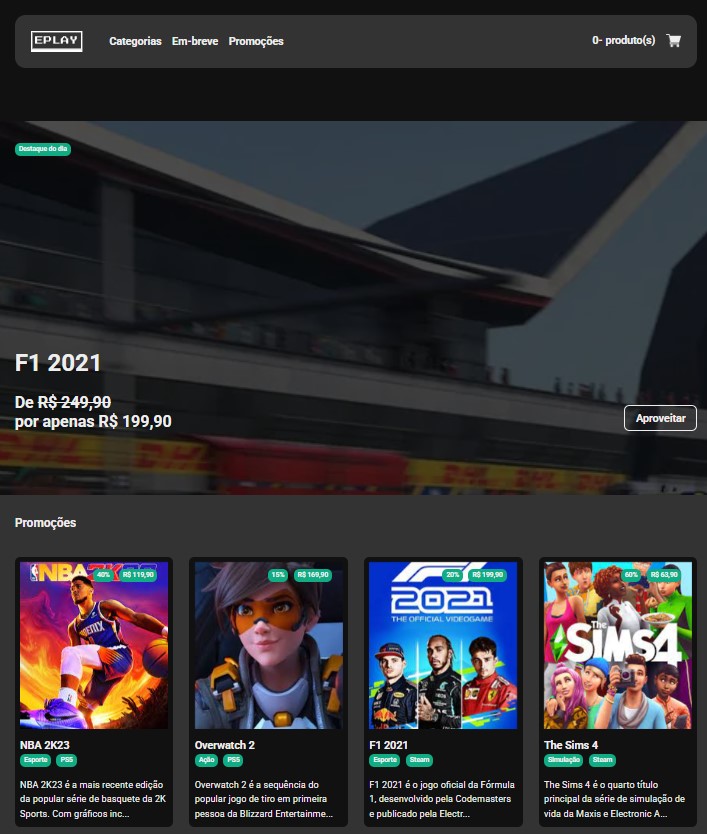 EPLAY
Categorias Em-breve Promoções
0- produto(s)
Destaque do dia
F1 2021
De R$ 249,90
por apenas R$ 199,90
Aproveitar
DHL DHL
Promoções
NBA 2K23
40% R$ 119,90
PHOENIX
NBA 2K23
Esporte PS5
NBA 2K23 é a mais recente edição
da popular série de basquete da 2K
Sports. Com gráficos inc...
15% R$ 169,90
Overwatch 2
Ação PS5
Overwatch 2 é a sequência do
popular jogo de tiro em primeira
pessoa da Blizzard Entertainme...
20% R$ 199,90
2021
THE OFFICIAL VIDEOGAME
F1 2021
Esporte Steam
F1 2021 é o jogo oficial da Fórmula
1, desenvolvido pela Codemasters
e publicado pela Electr...
60% R$ 63,90
The
SIMS4
The Sims 4
Simulação Steam
The Sims 4 é o quarto título
principal da série de simulação de
vida da Maxis e Electronic A...